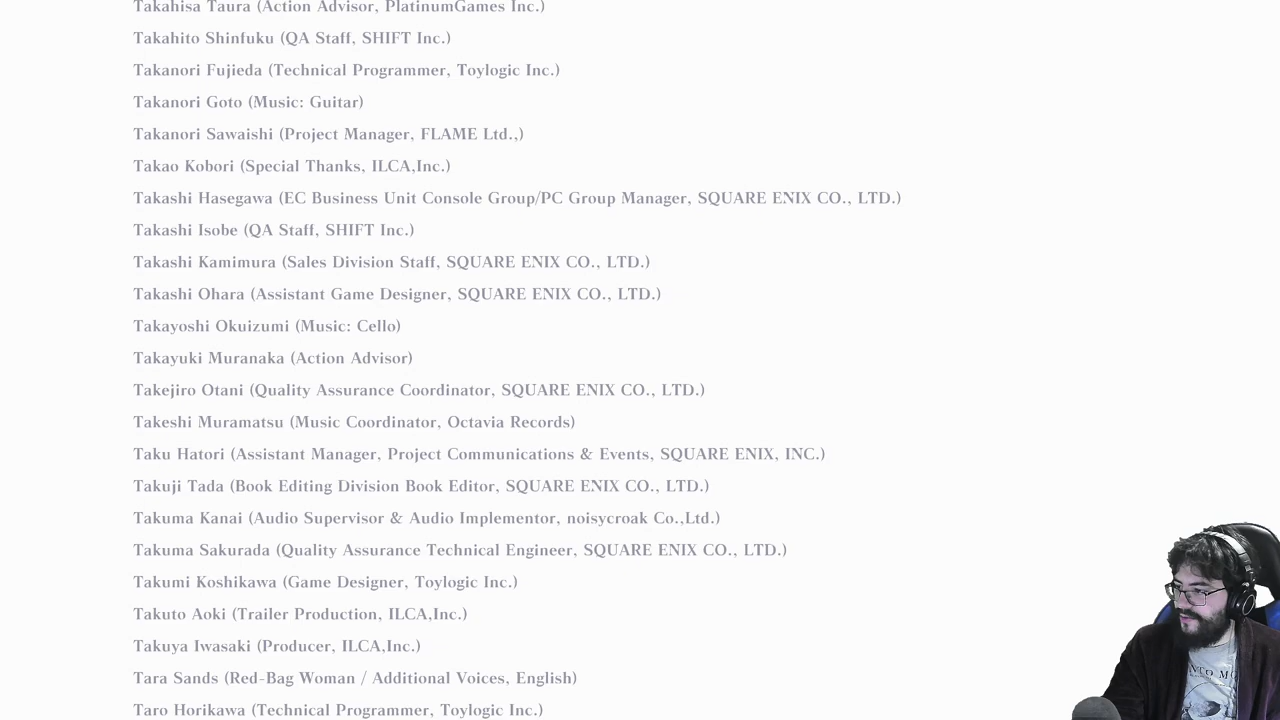 Takahisa Taura (Action Advisor, PlatinumGames Inc.)
Takahito Shinfuku (QA Staff, SHIFT Inc.)
Takanori Fujieda (Technical Programmer, Toylogic Inc.)
Takanori Goto (Music: Guitar)
Takanori Sawaishi (Project Manager, FLAME Ltd.,)
Takao Kobori (Special Thanks, ILCA,Inc.)
Takashi Hasegawa (EC Business Unit Console Group/PC Group Manager, SQUARE ENIX CO., LTD.)
Takashi Isobe (QA Staff, SHIFT Inc.)
Takashi Kamimura (Sales Division Staff, SQUARE ENIX CO., LTD.)
Takashi Ohara (Assistant Game Designer, SQUARE ENIX CO., LTD.)
Takayoshi Okuizumi (Music: Cello)
Takayuki Muranaka (Action Advisor)
Takejiro Otani (Quality Assurance Coordinator, SQUARE ENIX CO., LTD.)
Takeshi Muramatsu (Music Coordinator, Octavia Records)
Taku Hatori (Assistant Manager, Project Communications & Events, SQUARE ENIX, INC.)
Takuji Tada (Book Editing Division Book Editor, SQUARE ENIX CO., LTD.)
Takuma Kanai (Audio Supervisor & Audio Implementor, noisycroak Co.,Ltd.)
Takuma Sakurada (Quality Assurance Technical Engineer, SQUARE ENIX CO., LTD.)
Takumi Koshikawa (Game Designer, Toylogic Inc.)
Takuto Aoki (Trailer Production, ILCA,Inc.)
Takuya Iwasaki (Producer, ILCA,Inc.)
Tara Sands (Red-Bag Woman / Additional Voices, English)
Taro Horikawa (Technical Programmer, Toylogic Inc.)